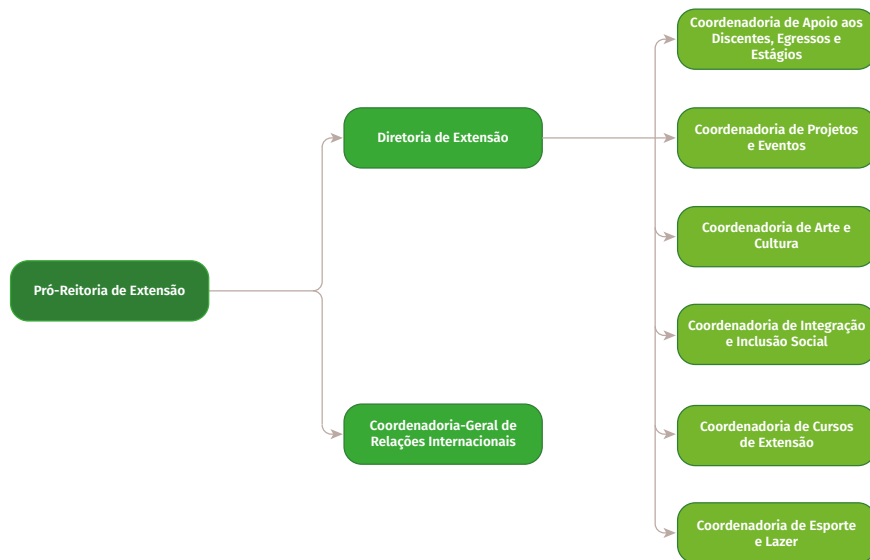 Coordenadoria de Apoio aos
Discentes, Egressos e
Estágios
Diretoria de Extensão
Coordenadoria de Projetos
e Eventos
Coordenadoria de Arte e
Cultura
Pró-Reitoria de Extensão
Coordenadoria de Integração
e Inclusão Social
Coordenadoria-Geral de
Relações Internacionais
Coordenadoria de Cursos
de Extensão
Coordenadoria de Esporte
e Lazer